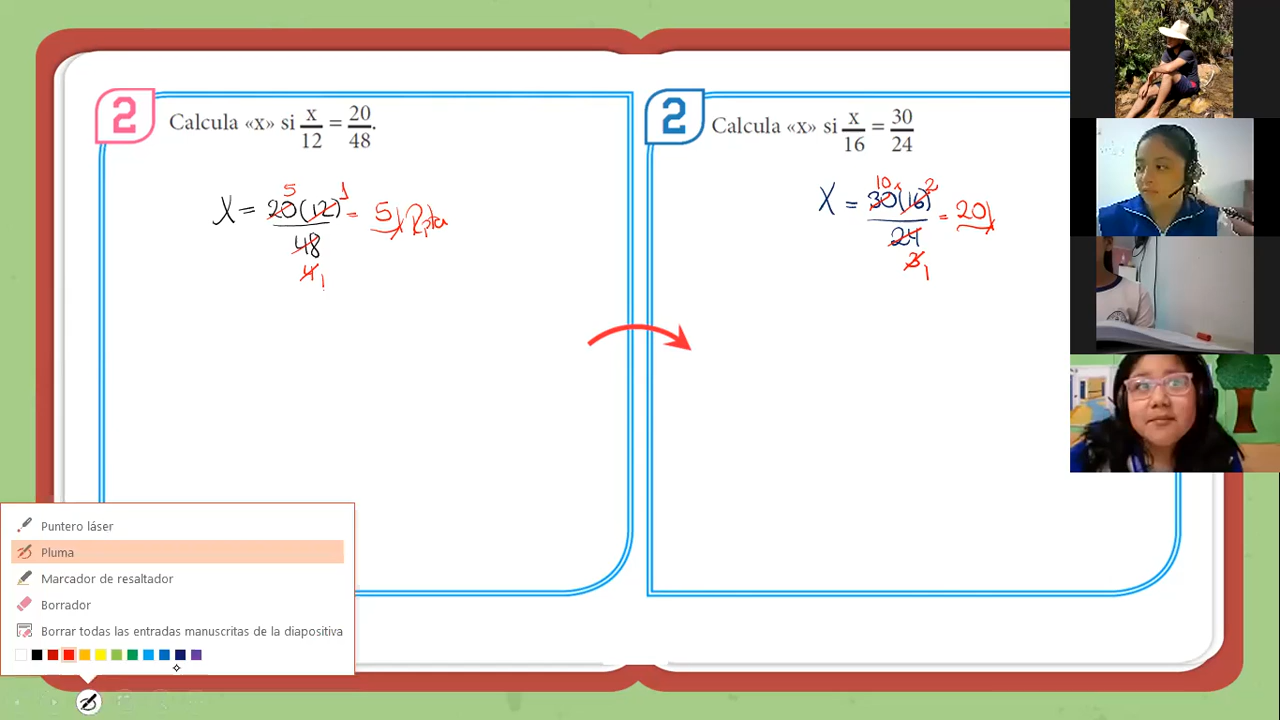 2 Calcula «x» si x/12 = 20/48.
5 1
X = 20(12)/48 = 5 Rpta
4 1
2 Calcula «x» si x/16 = 30/24
10 2
X = 30(16)/24 = 20
3 1
Puntero láser
Pluma
Marcador de resaltador
Borrador
Borrar todas las entradas manuscritas de la diapositiva